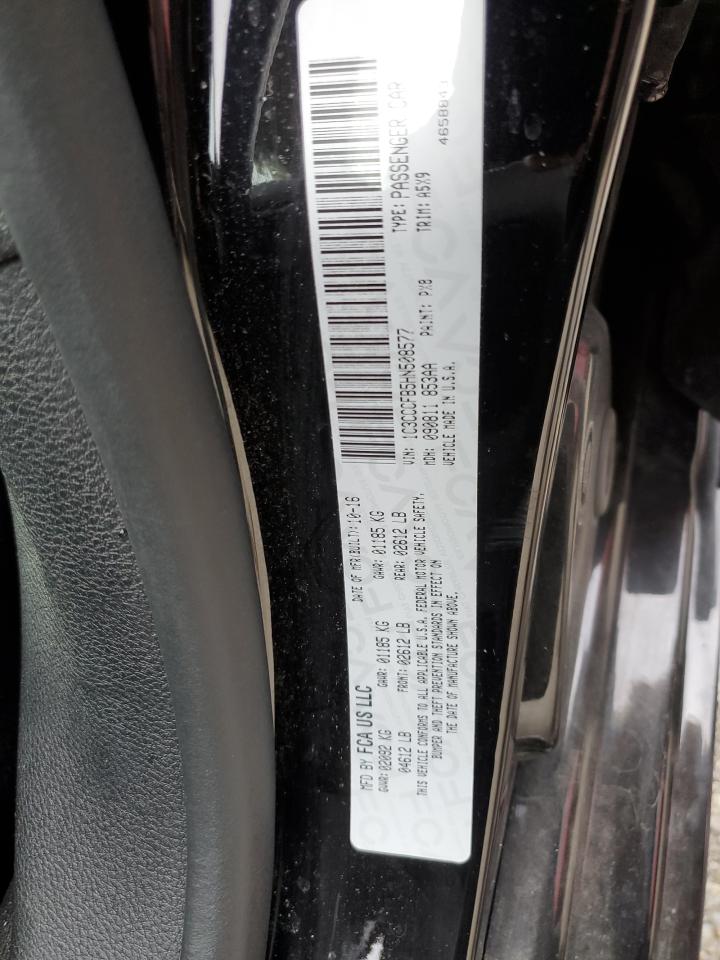 MFD BY FCA US LLC
DATE OF MFR(BUILT): 10-16
GVWR: 02092 KG
GAWR: 01185 KG
GAWR: 01185 KG
04612 LB
FRONT: 02612 LB
REAR: 02612 LB
THIS VEHICLE CONFORMS TO ALL APPLICABLE U.S.A. FEDERAL MOTOR VEHICLE SAFETY,
BUMPER AND THEFT PREVENTION STANDARDS IN EFFECT ON
THE DATE OF MANUFACTURE SHOWN ABOVE.
VIN: 1C3CCCFB5HN508577
TYPE: PASSENGER CAR
MDH: 090811 853AA
PAINT: PX8
TRIM: A5X9
VEHICLE MADE IN U.S.A.